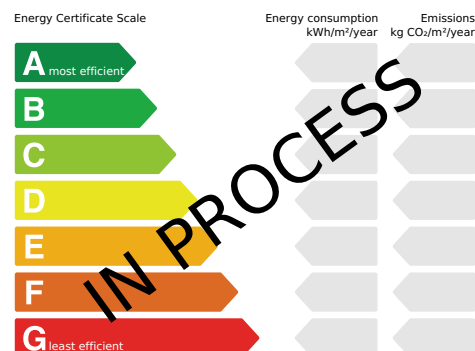 Energy Certificate Scale
Energy consumption
kWh/m²/year
Emissions
kg CO₂/m²/year
A most efficient
B
C
D
E
F
G least efficient
IN PROCESS